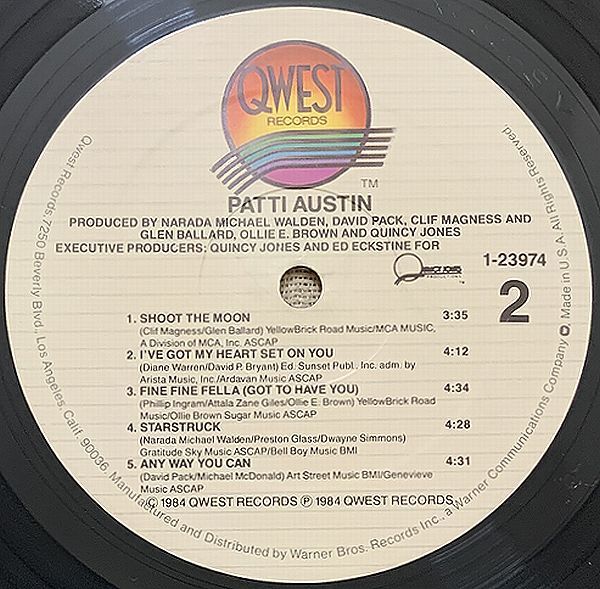 QWEST
RECORDS
TM
PATTI AUSTIN
PRODUCED BY NARADA MICHAEL WALDEN, DAVID PACK, CLIF MAGNESS AND
GLEN BALLARD, OLLIE E. BROWN AND QUINCY JONES
EXECUTIVE PRODUCERS: QUINCY JONES AND ED ECKSTINE FOR
QUINCY JONES
PRODUCTIONS
1-23974
2
1. SHOOT THE MOON 3:35
(Clif Magness/Glen Ballard) YellowBrick Road Music/MCA MUSIC,
A Division of MCA, Inc. ASCAP
2. I'VE GOT MY HEART SET ON YOU 4:12
(Diane Warren/David P. Bryant) Ed. Sunset Publ., Inc. adm. by
Arista Music, Inc./Ardavan Music ASCAP
3. FINE FINE FELLA (GOT TO HAVE YOU) 4:34
(Phillip Ingram/Attala Zane Giles/Ollie E. Brown) YellowBrick Road
Music/Ollie Brown Sugar Music ASCAP
4. STARSTRUCK 4:28
(Narada Michael Walden/Preston Glass/Dwayne Simmons)
Gratitude Sky Music ASCAP/Bell Boy Music BMI
5. ANY WAY YOU CAN 4:31
(David Pack/Michael McDonald) Art Street Music BMI/Genevieve
Music ASCAP
© 1984 QWEST RECORDS ℗ 1984 QWEST RECORDS
Qwest Records, 7250 Beverly Blvd., Los Angeles, Calif. 90036, Manufactured and Distributed by Warner Bros. Records Inc., a Warner Communications Company Made in U.S.A. All Rights Reserved.